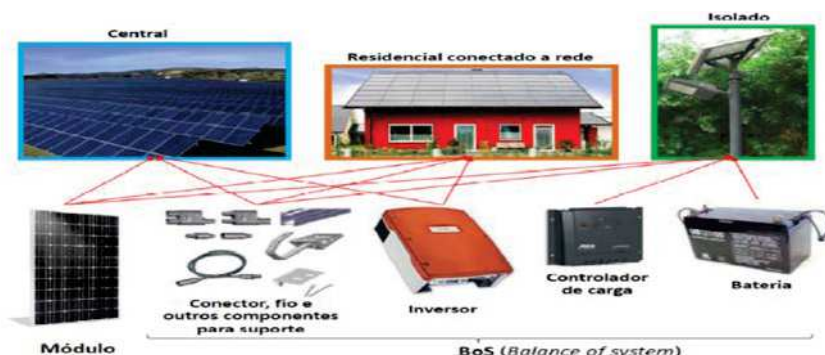 Central
Residencial conectado a rede
Isolado
Módulo
Conector, fio e
outros componentes
para suporte
Inversor
Controlador
de carga
Bateria
BoS (Balance of system)